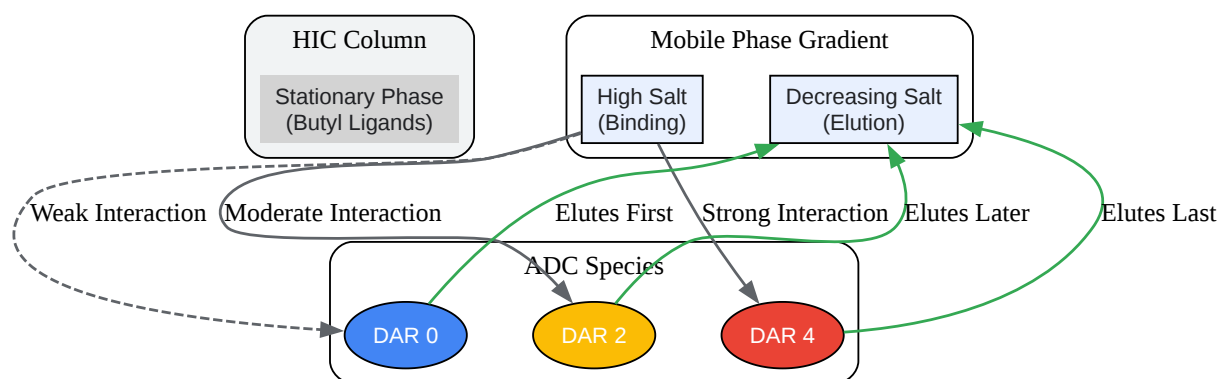 HIC Column
Mobile Phase Gradient
Stationary Phase
(Butyl Ligands)
High Salt
(Binding)
Decreasing Salt
(Elution)
Weak Interaction
Moderate Interaction
Elutes First
Strong Interaction
Elutes Later
Elutes Last
ADC Species
DAR 0
DAR 2
DAR 4